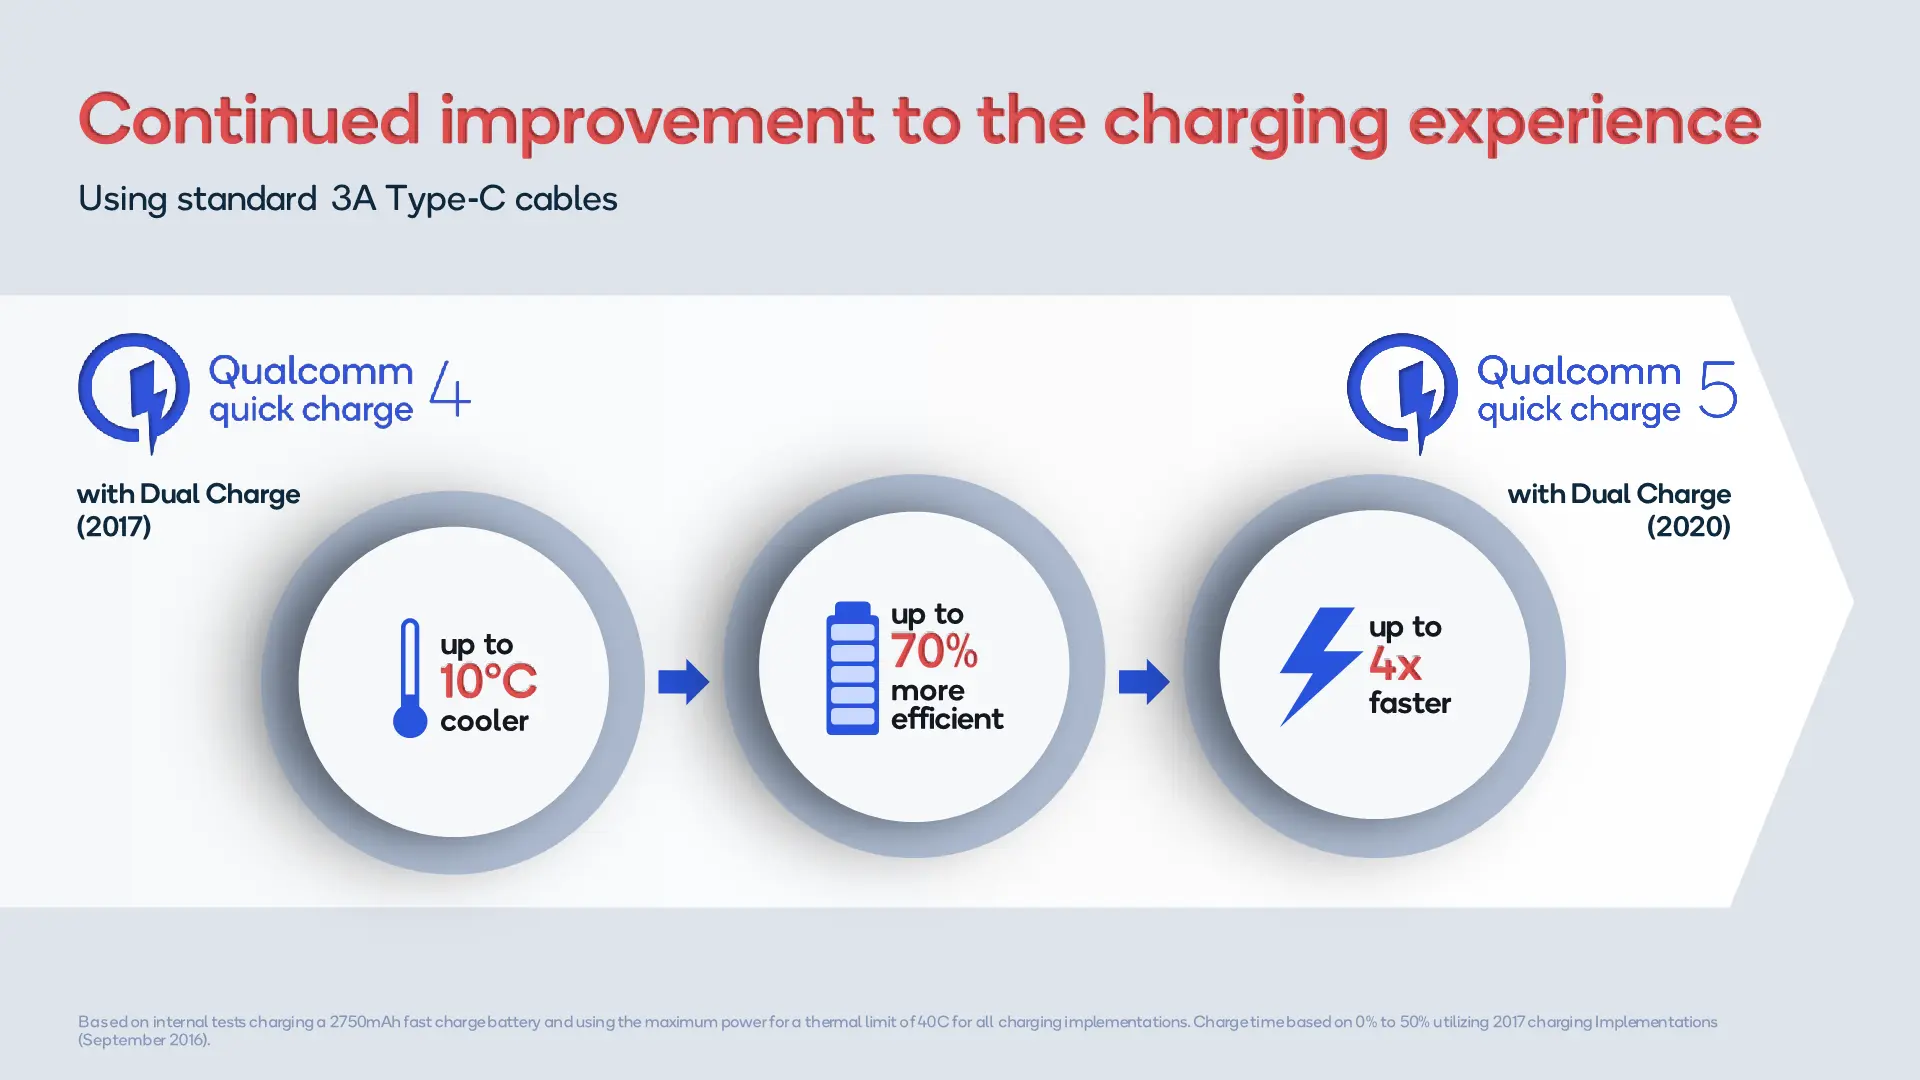 Continued improvement to the charging experience
Using standard 3A Type-C cables
Qualcomm
quick charge 4
with Dual Charge
(2017)
Qualcomm
quick charge 5
with Dual Charge
(2020)
up to
10°C
cooler
up to
70%
more
efficient
up to
4x
faster
Based on internal tests charging a 2750mAh fast charge battery and using the maximum power for a thermal limit of 40C for all charging implementations. Charge time based on 0% to 50% utilizing 2017 charging Implementations
(September 2016).